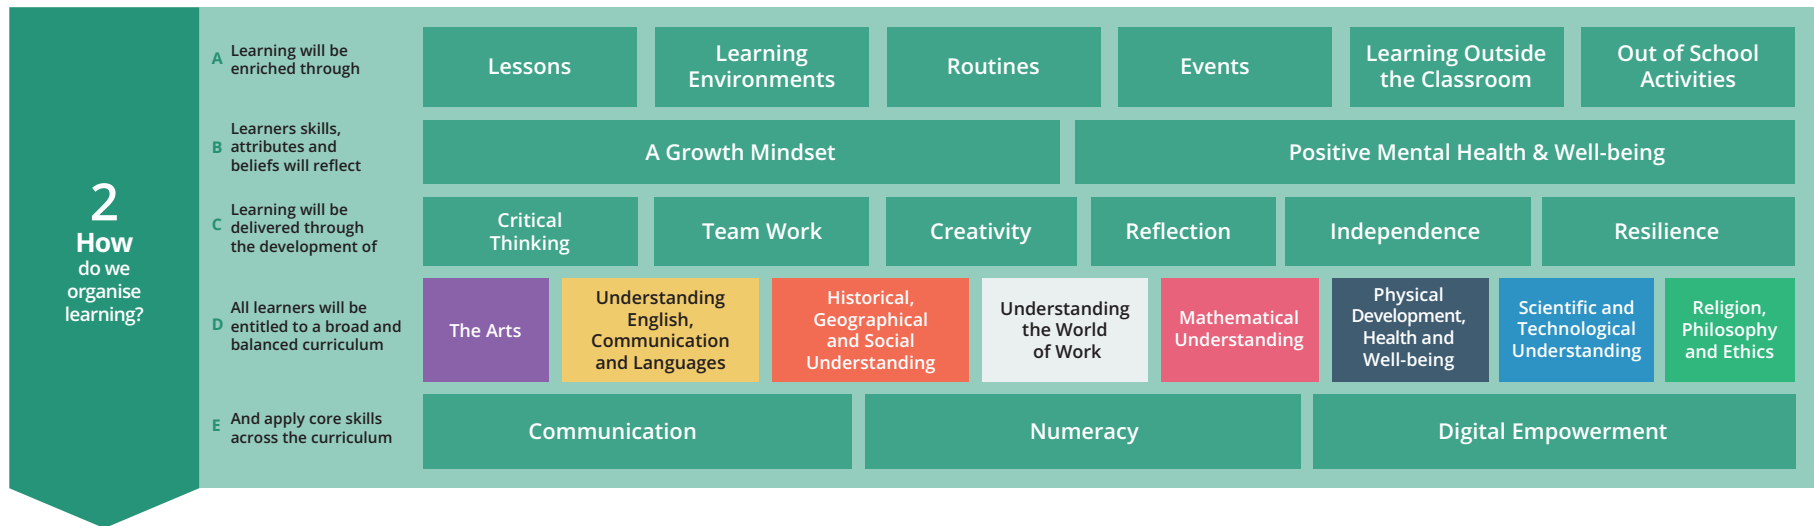 2
How
do we
organise
learning?
A Learning will be
enriched through
Lessons
Learning
Environments
Routines
Events
Learning Outside
the Classroom
Out of School
Activities
B Learners skills,
attributes and
beliefs will reflect
A Growth Mindset
Positive Mental Health & Well-being
C Learning will be
delivered through
the development of
Critical
Thinking
Team Work
Creativity
Reflection
Independence
Resilience
D All learners will be
entitled to a broad and
balanced curriculum
The Arts
Understanding
English,
Communication
and Languages
Historical,
Geographical
and Social
Understanding
Understanding
the World
of Work
Mathematical
Understanding
Physical
Development,
Health and
Well-being
Scientific and
Technological
Understanding
Religion,
Philosophy
and Ethics
E And apply core skills
across the curriculum
Communication
Numeracy
Digital Empowerment